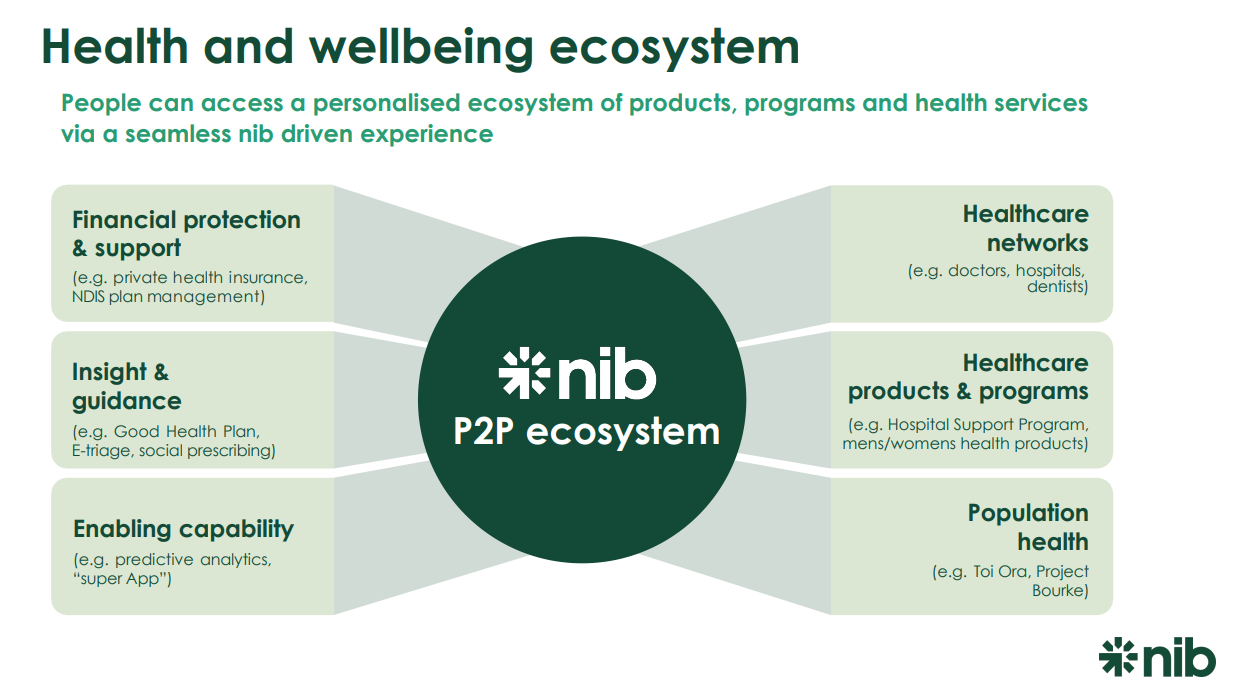 Health and wellbeing ecosystem
People can access a personalised ecosystem of products, programs and health services
via a seamless nib driven experience
Financial protection
& support
(e.g. private health insurance,
NDIS plan management)
Insight &
guidance
(e.g. Good Health Plan,
E-triage, social prescribing)
Enabling capability
(e.g. predictive analytics,
“super App”)
nib
P2P ecosystem
Healthcare
networks
(e.g. doctors, hospitals,
dentists)
Healthcare
products & programs
(e.g. Hospital Support Program,
mens/womens health products)
Population
health
(e.g. Toi Ora, Project
Bourke)
nib